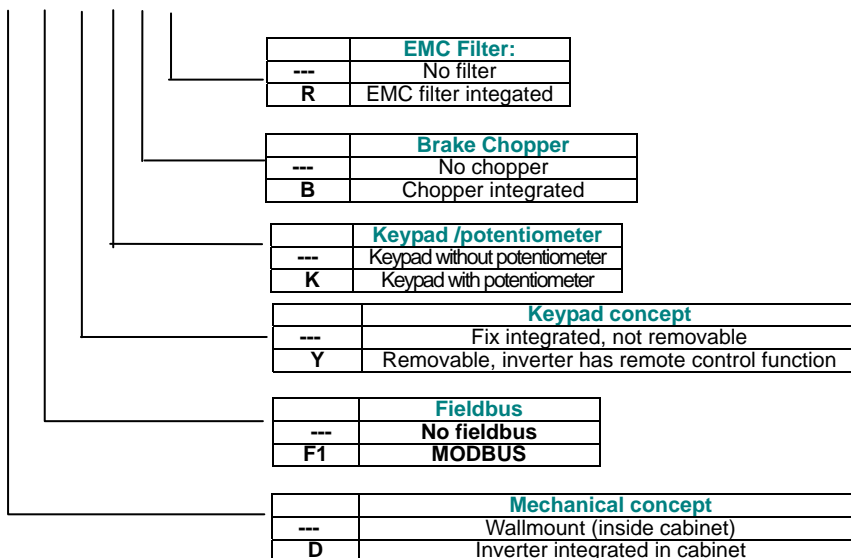 EMC Filter:
--- No filter
R EMC filter integated
Brake Chopper
--- No chopper
B Chopper integrated
Keypad /potentiometer
--- Keypad without potentiometer
K Keypad with potentiometer
Keypad concept
--- Fix integrated, not removable
Y Removable, inverter has remote control function
Fieldbus
--- No fieldbus
F1 MODBUS
Mechanical concept
--- Wallmount (inside cabinet)
D Inverter integrated in cabinet